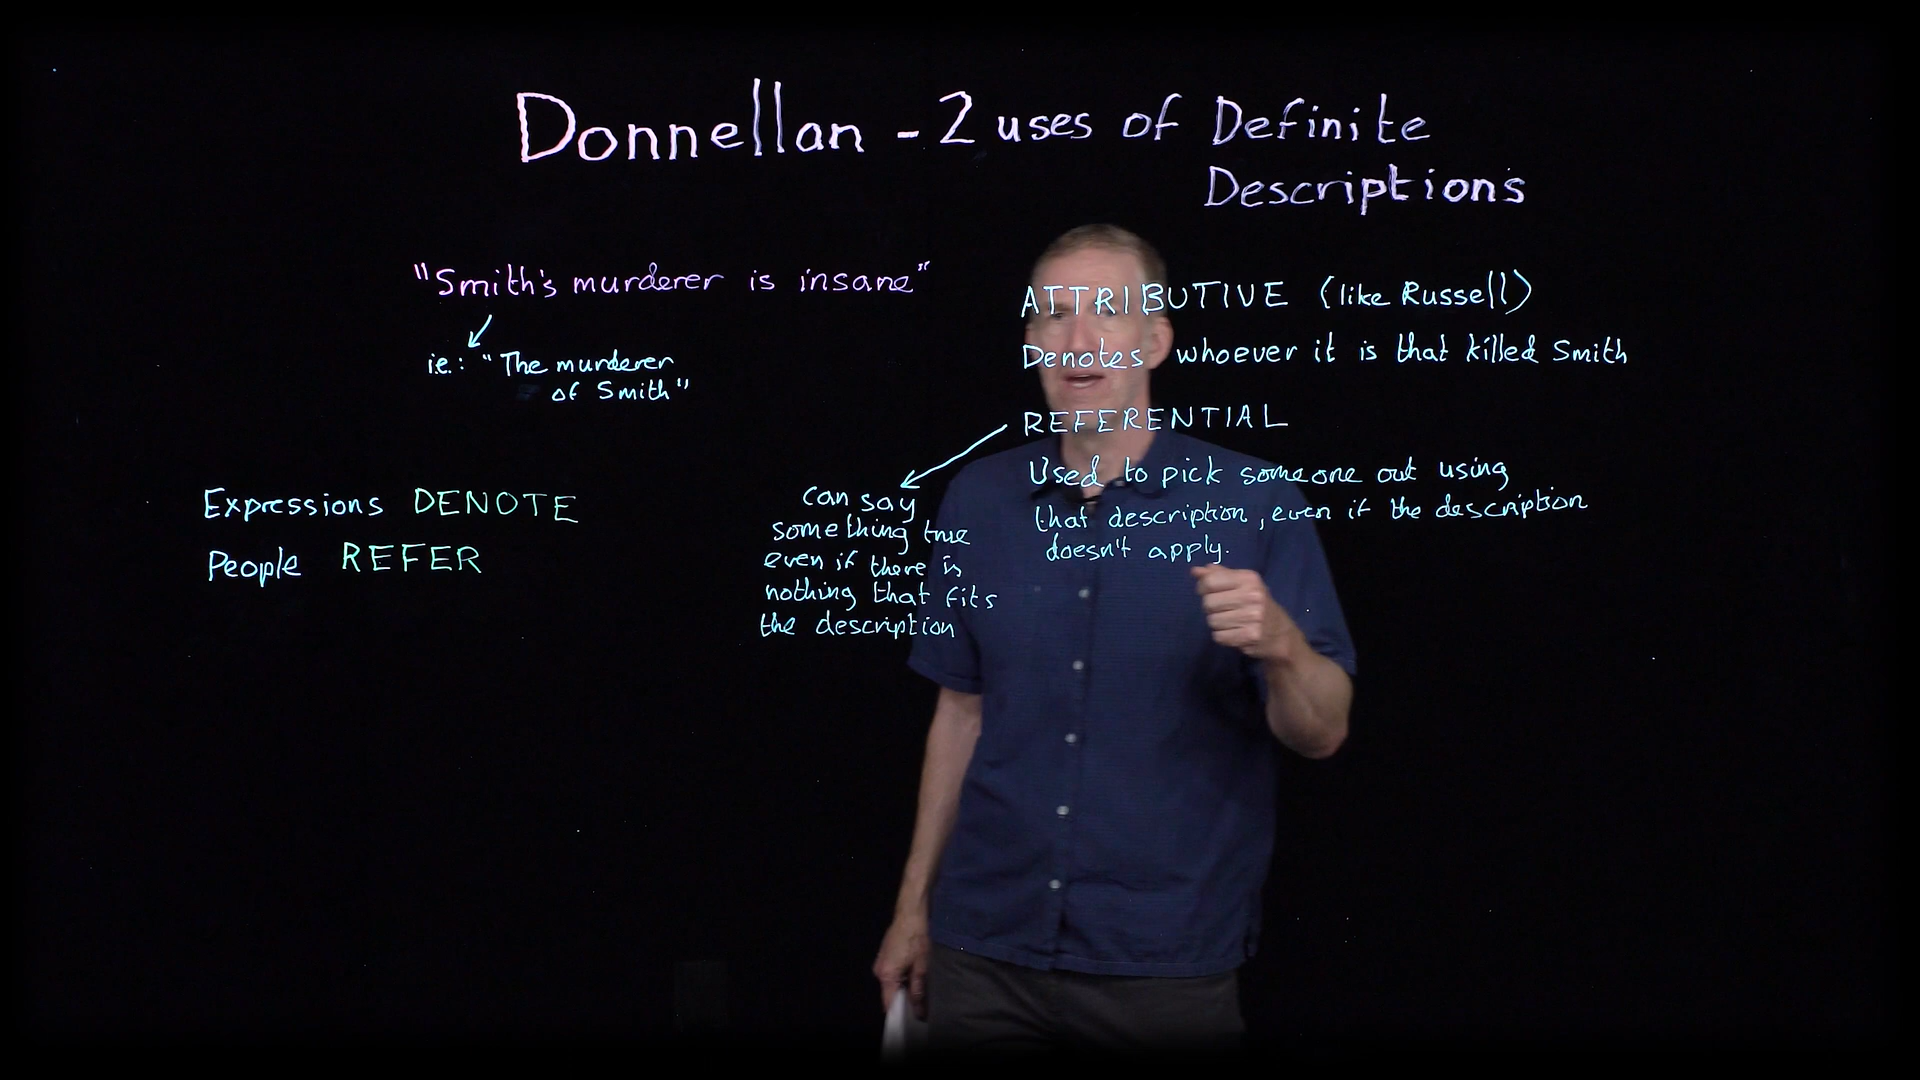 Donnellan - 2 uses of Definite
Descriptions
"Smith's murderer is insane"
i.e.: "The murderer
of Smith"
Expressions DENOTE
People REFER
ATTRIBUTIVE (like Russell)
Denotes whoever it is that killed Smith
REFERENTIAL
Used to pick someone out using
that description, even if the description
doesn't apply.
can say
something true
even if there is
nothing that fits
the description